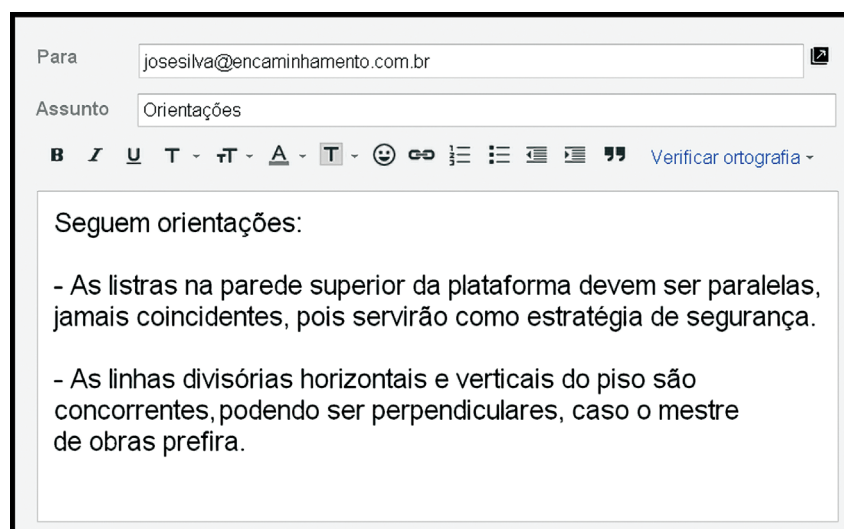 Para
josesilva@encaminhamento.com.br
Assunto
Orientações
B I U T T A T Verificar ortografia
Seguem orientações:
- As listras na parede superior da plataforma devem ser paralelas,
jamais coincidentes, pois servirão como estratégia de segurança.
- As linhas divisórias horizontais e verticais do piso são
concorrentes, podendo ser perpendiculares, caso o mestre
de obras prefira.